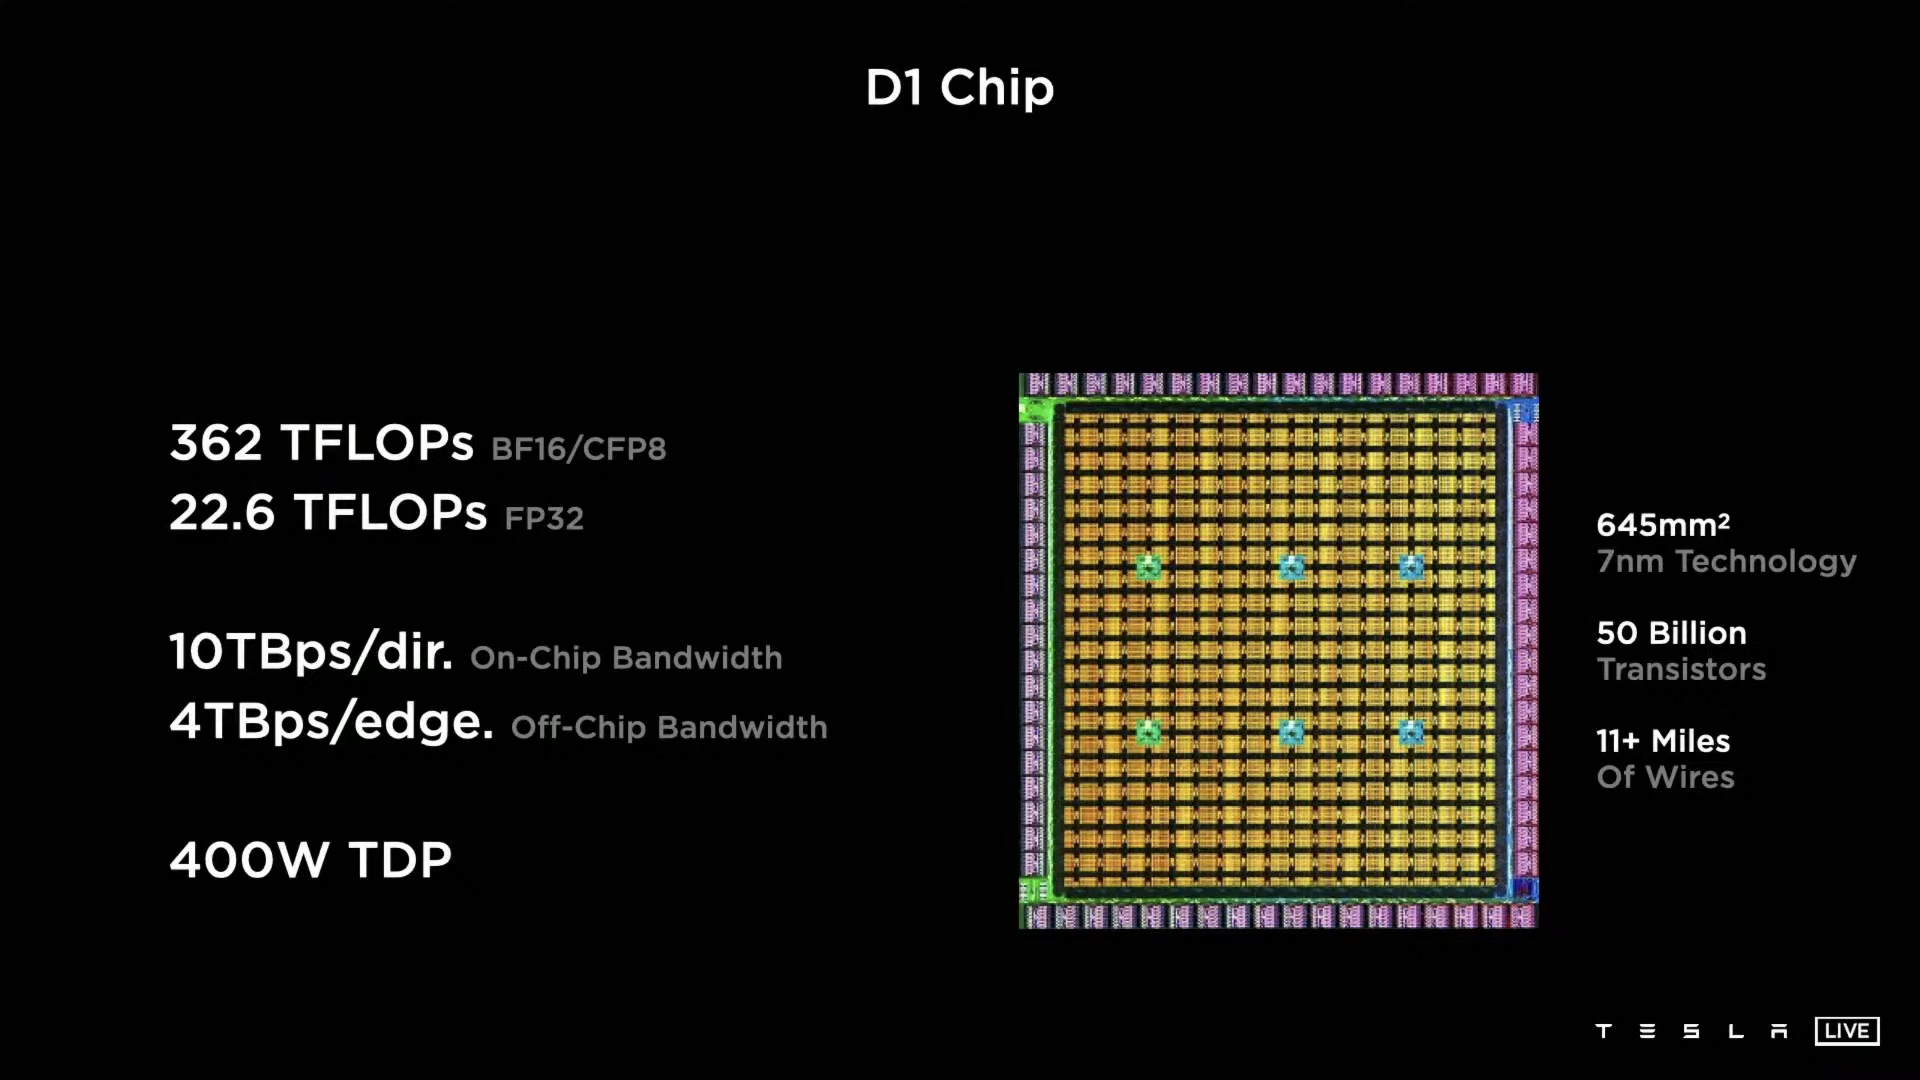 D1 Chip
362 TFLOPs BF16/CFP8
22.6 TFLOPs FP32
10TBps/dir. On-Chip Bandwidth
4TBps/edge. Off-Chip Bandwidth
400W TDP
645mm²
7nm Technology
50 Billion
Transistors
11+ Miles
Of Wires
TESLA LIVE